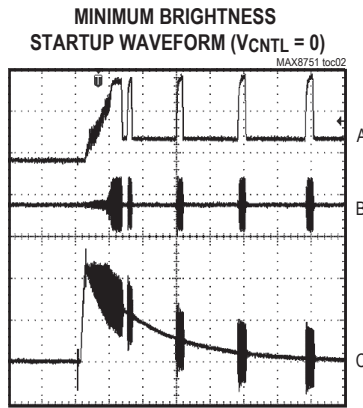 MINIMUM BRIGHTNESS
STARTUP WAVEFORM (VCNTL = 0)
MAX8751 toc02
A
B
C